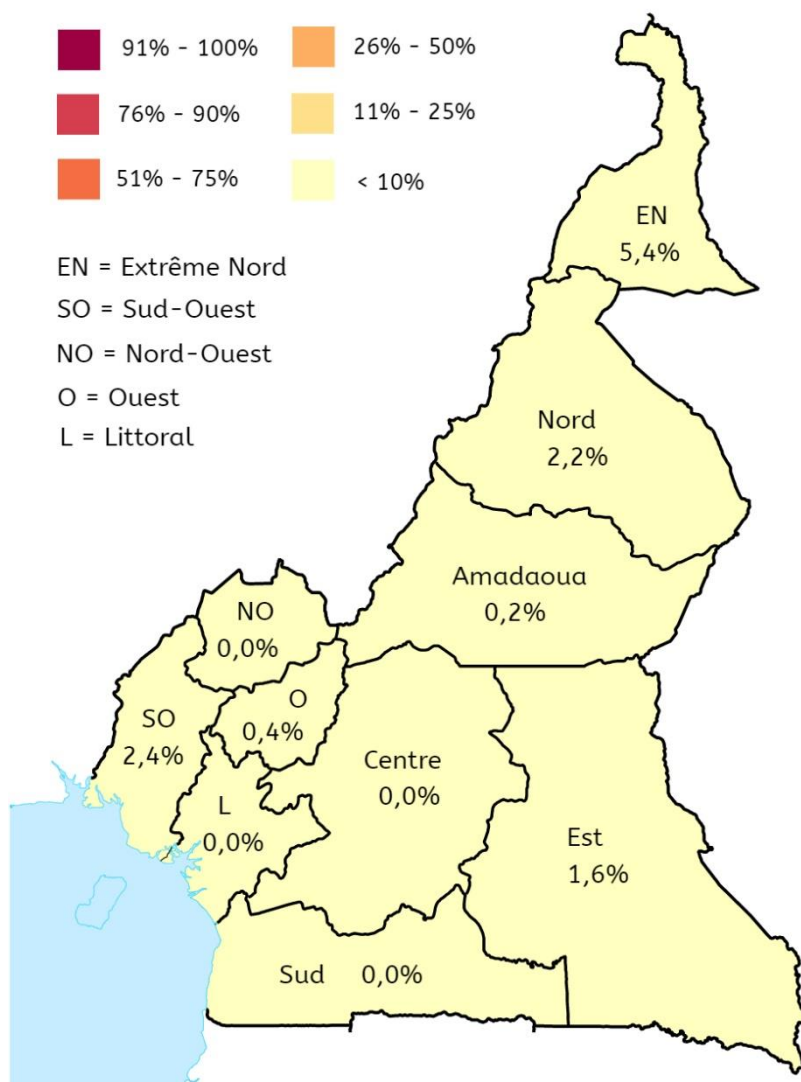 91% - 100%
26% - 50%
76% - 90%
11% - 25%
51% - 75%
< 10%
EN = Extrême Nord
SO = Sud-Ouest
NO = Nord-Ouest
O = Ouest
L = Littoral
EN
5,4%
Nord
2,2%
Amadaoua
0,2%
NO
0,0%
O
0,4%
SO
2,4%
Centre
0,0%
L
0,0%
Est
1,6%
Sud 0,0%